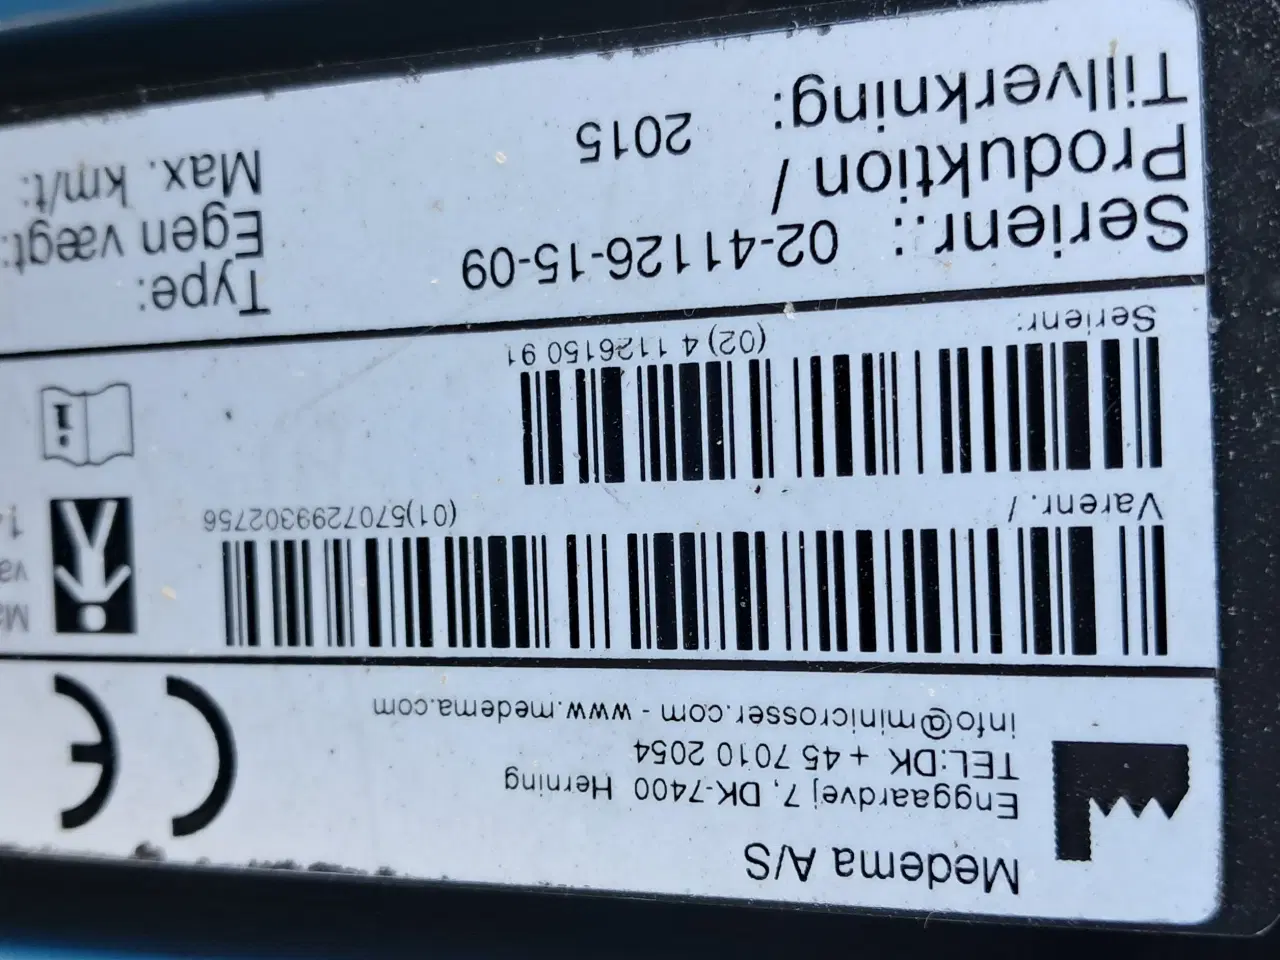 Medema A/S
Enggaardvej 7, DK-7400 Herning
TEL:DK + 45 7010 2054
info@minicrosser.com - www.medema.com
Varenr. / (01)5707299302756
Serienr: (02) 4 1126150 91
Serienr.: 02-41126-15-09 Type:
Produktion / Egen vægt:
Tillverkning: 2015 Max. km/t: